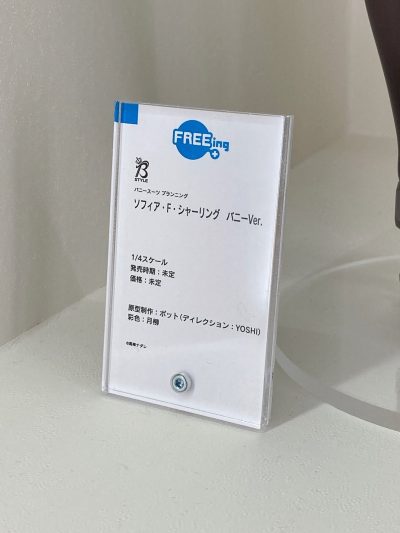 FREEing
B
STYLE
バニースーツ プランニング
ソフィア・F・シャーリング バニーVer.
1/4スケール
発売時期：未定
価格：未定
原型制作：ボット（ディレクション：YOSHI）
彩色：月柳